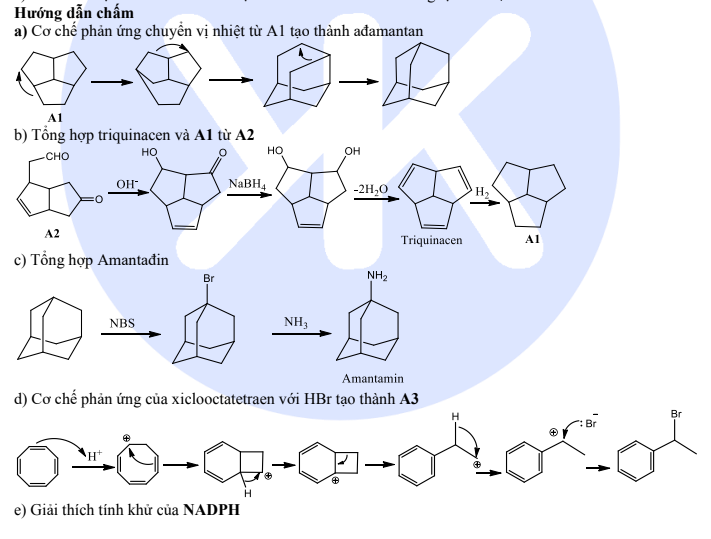 Hướng dẫn chấm
a) Cơ chế phản ứng chuyển vị nhiệt từ A1 tạo thành ađamantan
A1
b) Tổng hợp triquinacen và A1 từ A2
CHO
O
A2
OH-
HO
O
NaBH4
HO
OH
-2H2O
Triquinacen
H2
A1
c) Tổng hợp Amantađin
NBS
Br
NH3
NH2
Amantamin
d) Cơ chế phản ứng của xiclooctatetraen với HBr tạo thành A3
H+
⊕
H
⊕
⊕
H
⊕
⊕
:Br-
Br
e) Giải thích tính khử của NADPH